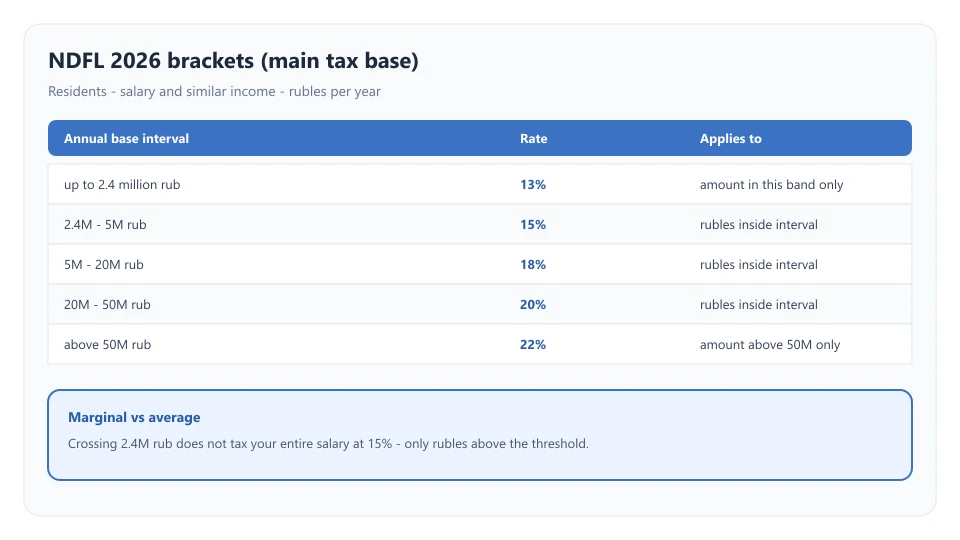 NDFL 2026 brackets (main tax base)
Residents - salary and similar income - rubles per year
Annual base interval Rate Applies to
up to 2.4 million rub 13% amount in this band only
2.4M - 5M rub 15% rubles inside interval
5M - 20M rub 18% rubles inside interval
20M - 50M rub 20% rubles inside interval
above 50M rub 22% amount above 50M only
Marginal vs average
Crossing 2.4M rub does not tax your entire salary at 15% - only rubles above the threshold.